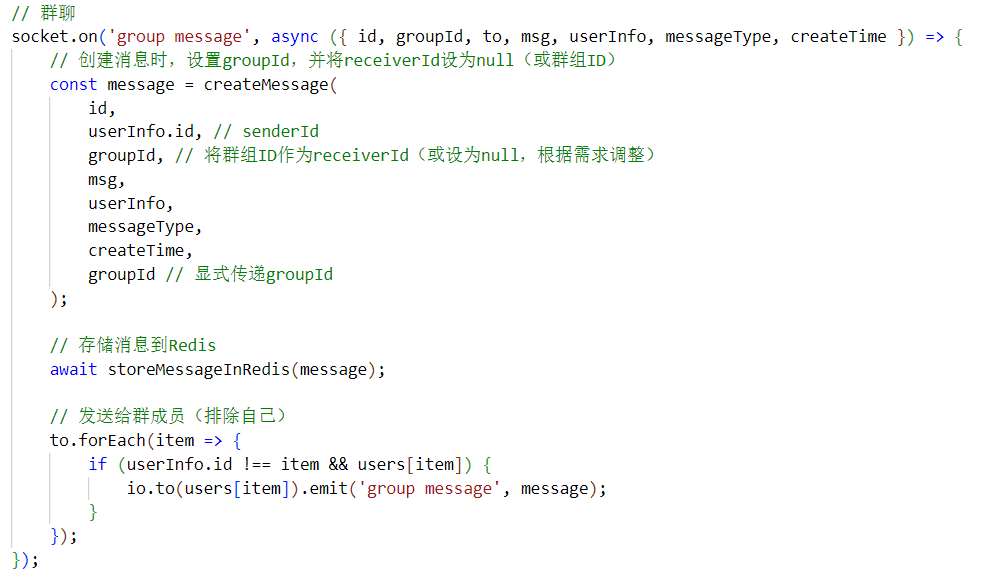 // 群聊
socket.on('group message', async ({ id, groupId, to, msg, userInfo, messageType, createTime }) => {
    // 创建消息时，设置groupId，并将receiverId设为null（或群组ID）
    const message = createMessage(
        id,
        userInfo.id, // senderId
        groupId, // 将群组ID作为receiverId（或设为null，根据需求调整）
        msg,
        userInfo,
        messageType,
        createTime,
        groupId // 显式传递groupId
    );

    // 存储消息到Redis
    await storeMessageInRedis(message);

    // 发送给群成员（排除自己）
    to.forEach(item => {
        if (userInfo.id !== item && users[item]) {
            io.to(users[item]).emit('group message', message);
        }
    });
});